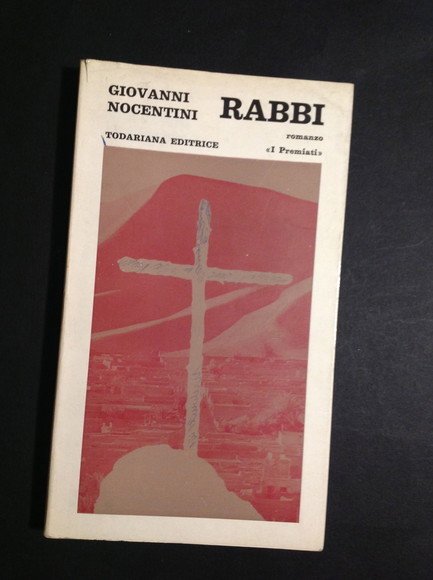 GIOVANNI
NOCENTINI
RABBI
romanzo
TODARIANA EDITRICE
«I Premiati»